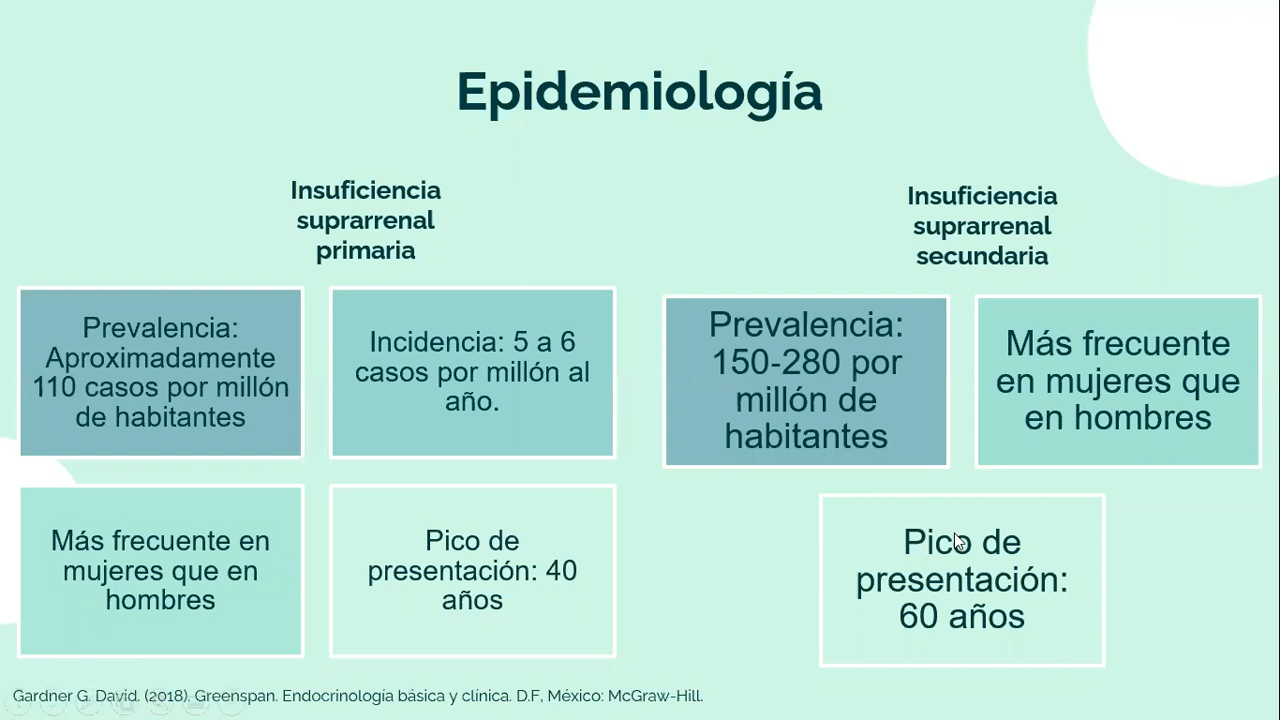 Epidemiología
Insuficiencia
suprarrenal
primaria
Prevalencia:
Aproximadamente
110 casos por millón
de habitantes
Incidencia: 5 a 6
casos por millón al
año.
Más frecuente en
mujeres que en
hombres
Pico de
presentación: 40
años
Insuficiencia
suprarrenal
secundaria
Prevalencia:
150-280 por
millón de
habitantes
Más frecuente
en mujeres que
en hombres
Pico de
presentación:
60 años
Gardner G. David. (2018). Greenspan. Endocrinología básica y clínica. D.F, México: McGraw-Hill.